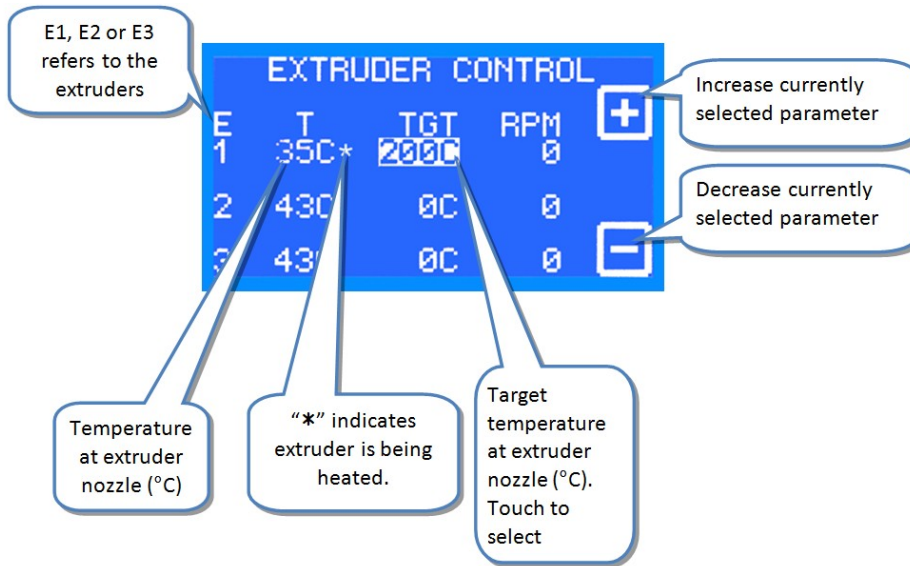 E1, E2 or E3
refers to the
extruders
EXTRUDER CONTROL
E T TGT RPM
1 35C* 200C 0
2 43C 0C 0
3 43 0C 0
+
Increase currently
selected parameter
-
Decrease currently
selected parameter
Temperature
at extruder
nozzle (°C)
“*” indicates
extruder is being
heated.
Target
temperature
at extruder
nozzle (°C).
Touch to
select